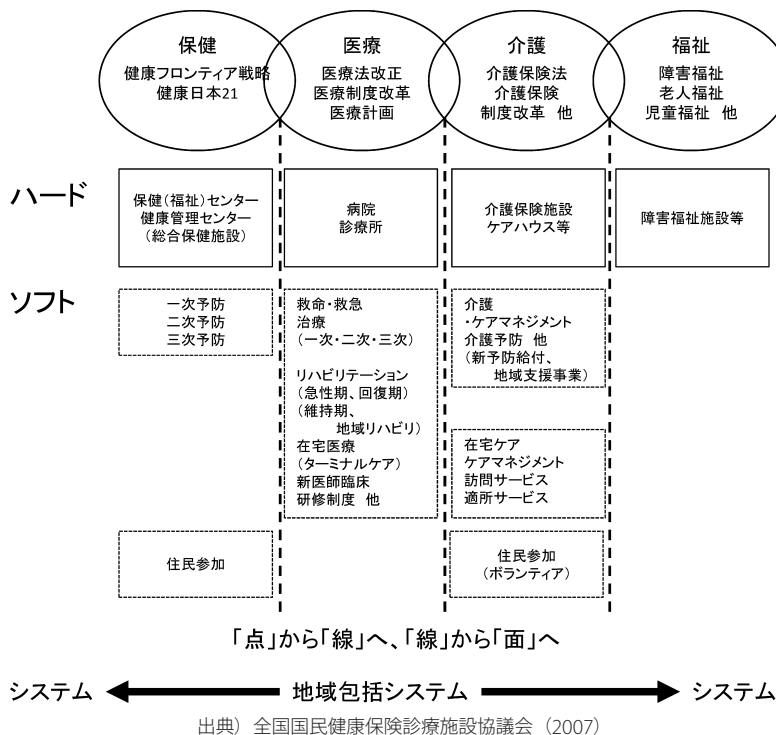 保健
健康フロンティア戦略
健康日本21
医療
医療法改正
医療制度改革
医療計画
介護
介護保険法
介護保険
制度改革 他
福祉
障害福祉
老人福祉
児童福祉 他
ハード
保健(福祉)センター
健康管理センター
(総合保健施設)
病院
診療所
介護保険施設
ケアハウス等
障害福祉施設等
ソフト
一次予防
二次予防
三次予防
救命・救急
治療
(一次・二次・三次)
リハビリテーション
(急性期、回復期)
(維持期、
地域リハビリ)
在宅医療
(ターミナルケア)
新医師臨床
研修制度 他
介護
・ケアマネジメント
介護予防 他
(新予防給付、
地域支援事業)
在宅ケア
ケアマネジメント
訪問サービス
適所サービス
住民参加
住民参加
(ボランティア)
「点」から「線」へ、「線」から「面」へ
システム 地域包括システム システム
出典）全国国民健康保険診療施設協議会（2007）